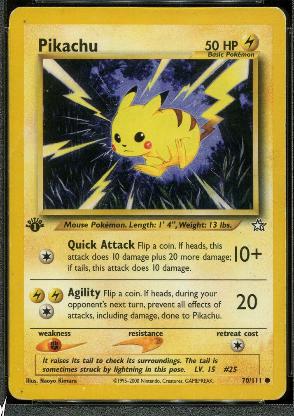 Pikachu 50 HP
Basic Pokémon
Mouse Pokémon. Length: 1' 4", Weight: 13 lbs.
EDITION
1
Quick Attack Flip a coin. If heads, this
attack does 10 damage plus 20 more damage;
if tails, this attack does 10 damage.
10+
Agility Flip a coin. If heads, during your
opponent's next turn, prevent all effects of
attacks, including damage, done to Pikachu.
20
weakness resistance retreat cost
It raises its tail to check its surroundings. The tail is
sometimes struck by lightning in this pose. LV. 15 #25
Illus. Naoyo Kimura ©1995-2000 Nintendo, Creatures, GAMEFREAK. 70/111